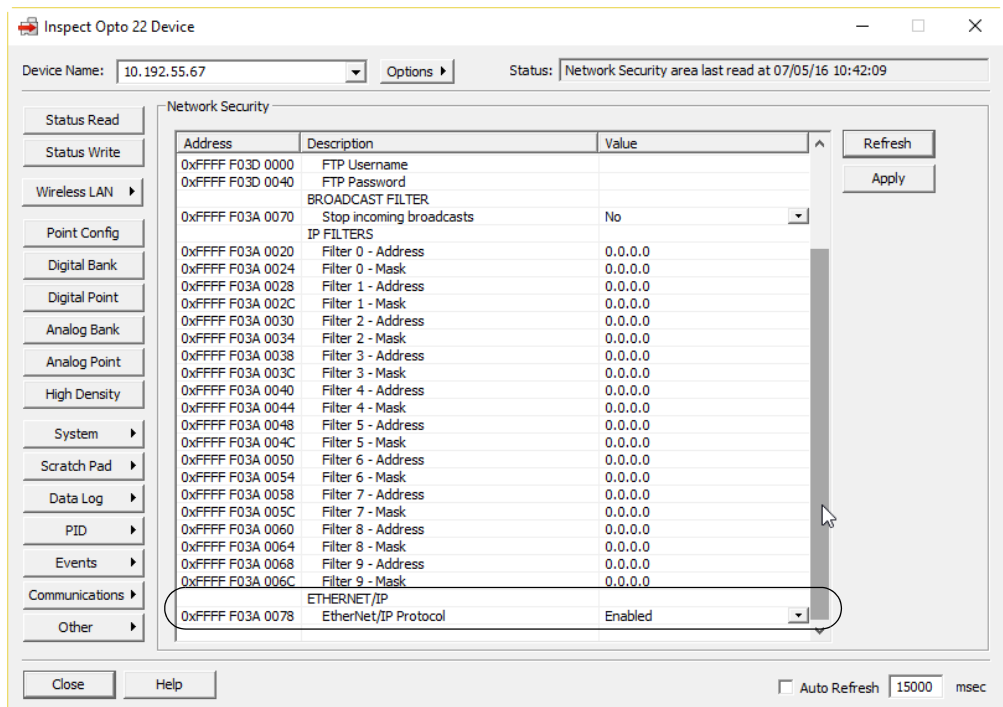 Inspect Opto 22 Device
Device Name: 10.192.55.67 Options Status: Network Security area last read at 07/05/16 10:42:09
Status Read
Status Write
Wireless LAN
Point Config
Digital Bank
Digital Point
Analog Bank
Analog Point
High Density
System
Scratch Pad
Data Log
PID
Events
Communications
Other
Network Security
Address Description Value
0xFFFF F03D 0000 FTP Username
0xFFFF F03D 0040 FTP Password
BROADCAST FILTER
0xFFFF F03A 0070 Stop incoming broadcasts No
IP FILTERS
0xFFFF F03A 0020 Filter 0 - Address 0.0.0.0
0xFFFF F03A 0024 Filter 0 - Mask 0.0.0.0
0xFFFF F03A 0028 Filter 1 - Address 0.0.0.0
0xFFFF F03A 002C Filter 1 - Mask 0.0.0.0
0xFFFF F03A 0030 Filter 2 - Address 0.0.0.0
0xFFFF F03A 0034 Filter 2 - Mask 0.0.0.0
0xFFFF F03A 0038 Filter 3 - Address 0.0.0.0
0xFFFF F03A 003C Filter 3 - Mask 0.0.0.0
0xFFFF F03A 0040 Filter 4 - Address 0.0.0.0
0xFFFF F03A 0044 Filter 4 - Mask 0.0.0.0
0xFFFF F03A 0048 Filter 5 - Address 0.0.0.0
0xFFFF F03A 004C Filter 5 - Mask 0.0.0.0
0xFFFF F03A 0050 Filter 6 - Address 0.0.0.0
0xFFFF F03A 0054 Filter 6 - Mask 0.0.0.0
0xFFFF F03A 0058 Filter 7 - Address 0.0.0.0
0xFFFF F03A 005C Filter 7 - Mask 0.0.0.0
0xFFFF F03A 0060 Filter 8 - Address 0.0.0.0
0xFFFF F03A 0064 Filter 8 - Mask 0.0.0.0
0xFFFF F03A 0068 Filter 9 - Address 0.0.0.0
0xFFFF F03A 006C Filter 9 - Mask 0.0.0.0
ETHERNET/IP
0xFFFF F03A 0078 EtherNet/IP Protocol Enabled
Refresh
Apply
Close Help Auto Refresh 15000 msec